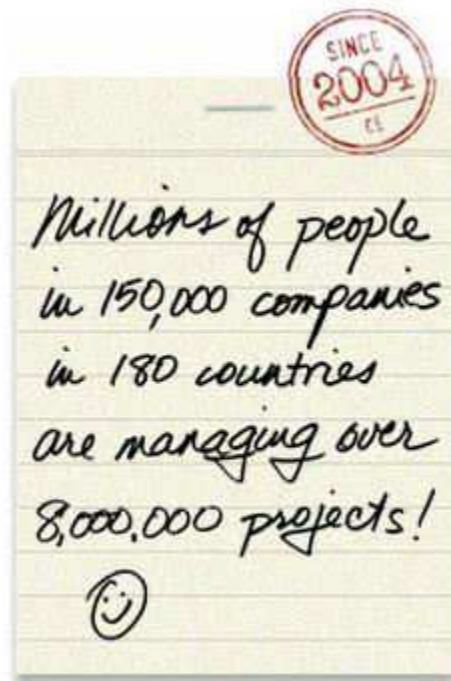 SINCE
2004
CE
Millions of people
in 150,000 companies
in 180 countries
are managing over
8,000,000 projects!